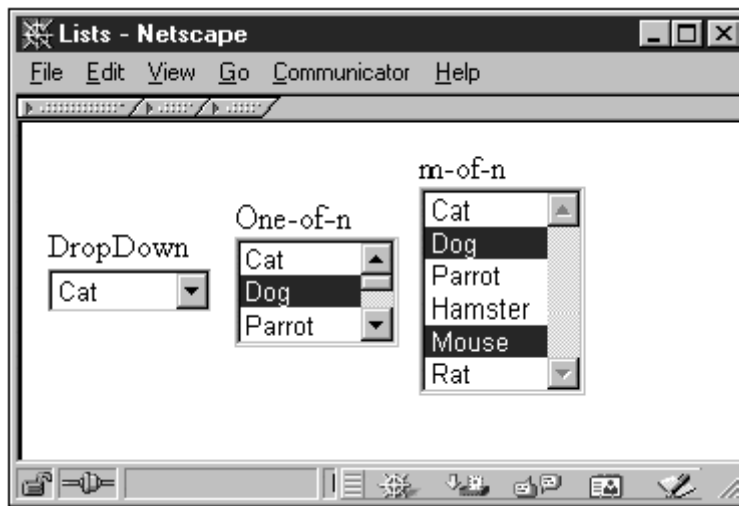 Lists - Netscape
File Edit View Go Communicator Help
DropDown
Cat
One-of-n
Cat
Dog
Parrot
m-of-n
Cat
Dog
Parrot
Hamster
Mouse
Rat